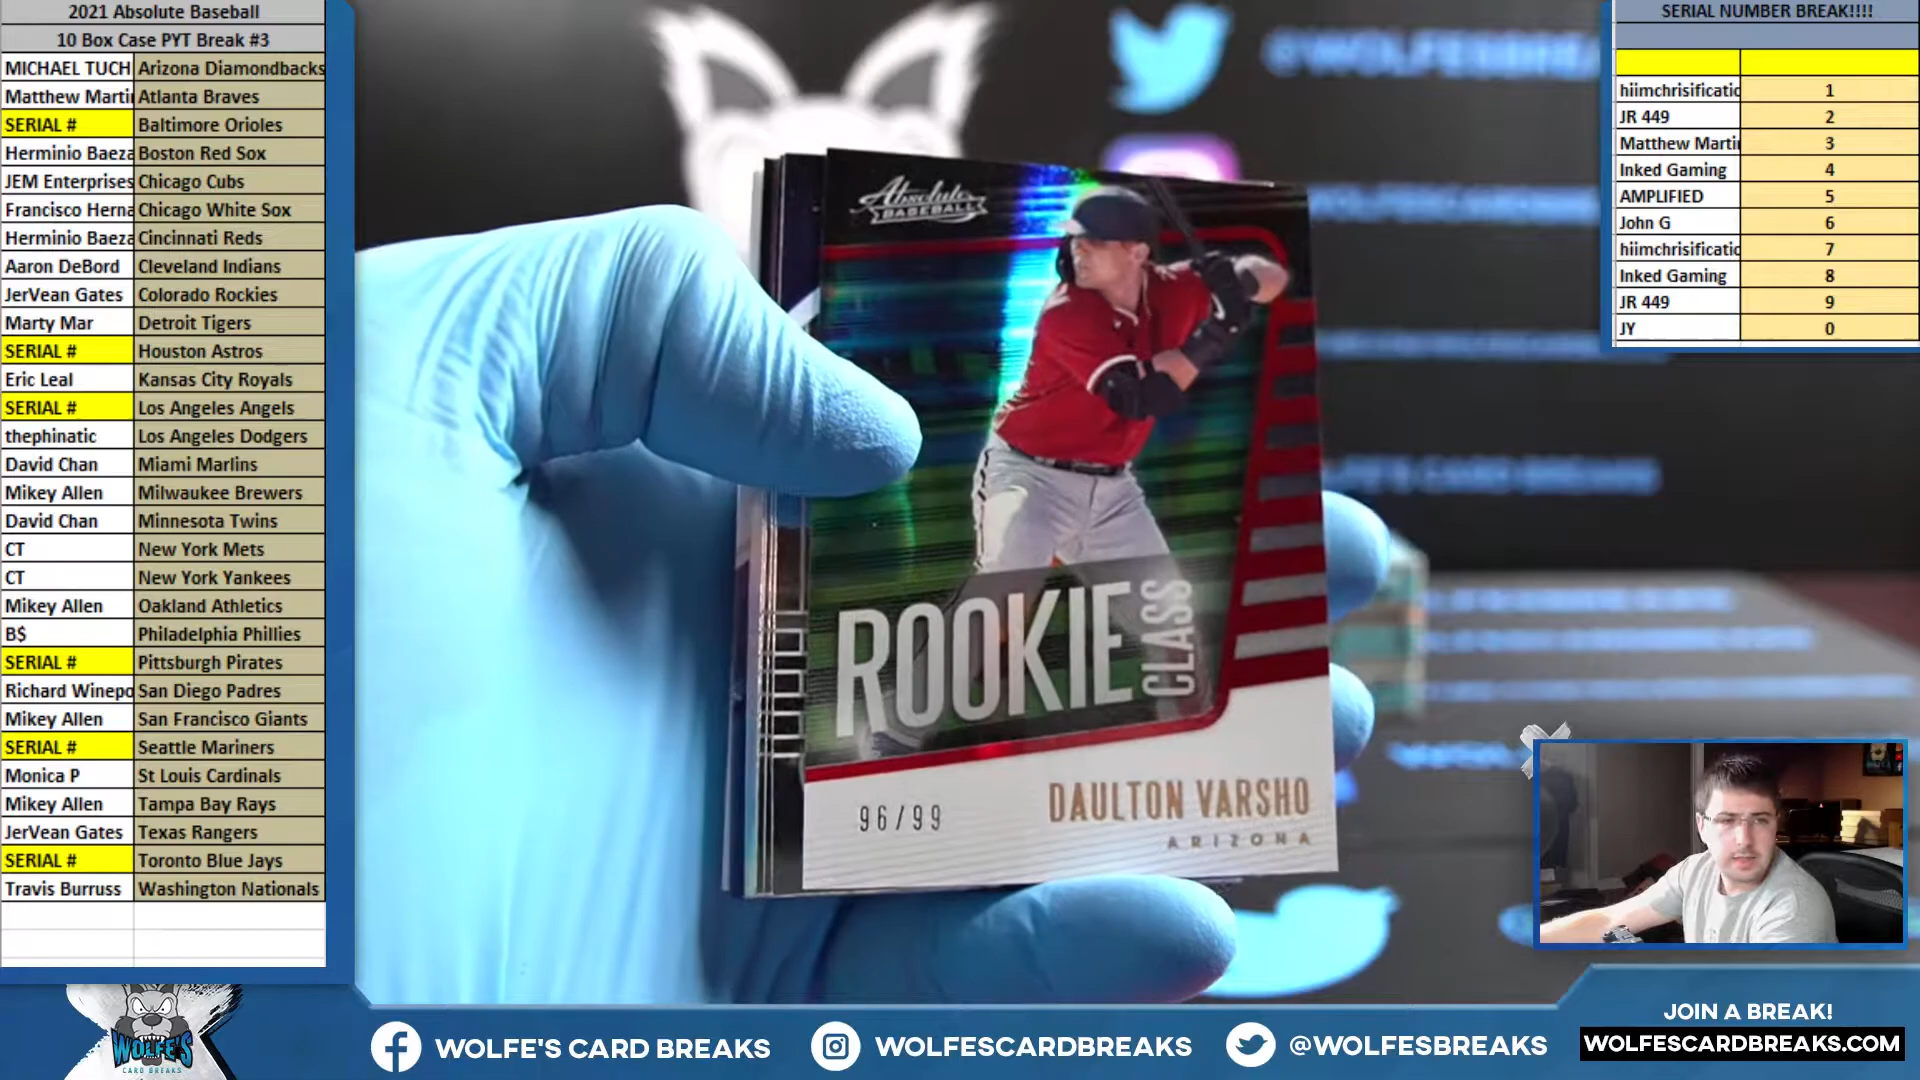 2021 Absolute Baseball
10 Box Case PYT Break #3
MICHAEL TUCH Arizona Diamondbacks
Matthew Martin Atlanta Braves
SERIAL # Baltimore Orioles
Herminio Baeza Boston Red Sox
JEM Enterprises Chicago Cubs
Francisco Herna Chicago White Sox
Herminio Baeza Cincinnati Reds
Aaron DeBord Cleveland Indians
JerVean Gates Colorado Rockies
Marty Mar Detroit Tigers
SERIAL # Houston Astros
Eric Leal Kansas City Royals
SERIAL # Los Angeles Angels
thephinatic Los Angeles Dodgers
David Chan Miami Marlins
Mikey Allen Milwaukee Brewers
David Chan Minnesota Twins
CT New York Mets
CT New York Yankees
Mikey Allen Oakland Athletics
B$ Philadelphia Phillies
SERIAL # Pittsburgh Pirates
Richard Winepo San Diego Padres
Mikey Allen San Francisco Giants
SERIAL # Seattle Mariners
Monica P St Louis Cardinals
Mikey Allen Tampa Bay Rays
JerVean Gates Texas Rangers
SERIAL # Toronto Blue Jays
Travis Burruss Washington Nationals
SERIAL NUMBER BREAK!!!!
hiimchrisificatio 1
JR 449 2
Matthew Martin 3
Inked Gaming 4
AMPLIFIED 5
John G 6
hiimchrisificatio 7
Inked Gaming 8
JR 449 9
JY 0
@WOLFESBREA
Absolute
BASEBALL
ROOKIE
CLASS
96/99
DAULTON VARSHO
ARIZONA
WOLFE'S
CARD BREAKS
WOLFE'S CARD BREAKS
WOLFESCARDBREAKS
@WOLFESBREAKS
JOIN A BREAK!
WOLFESCARDBREAKS.COM